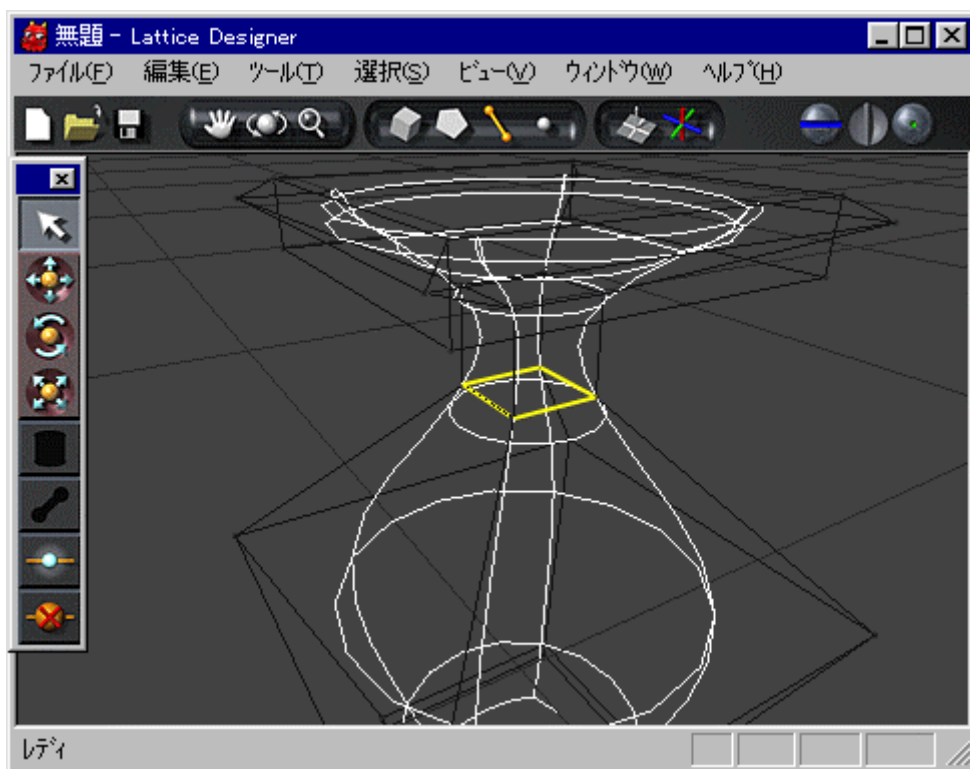 無題 - Lattice Designer
ﾌｧｲﾙ(F) 編集(E) ﾂｰﾙ(T) 選択(S) ﾋﾞｭｰ(V) ｳｨﾝﾄﾞｳ(W) ﾍﾙﾌﾟ(H)
ﾚﾃﾞｨ